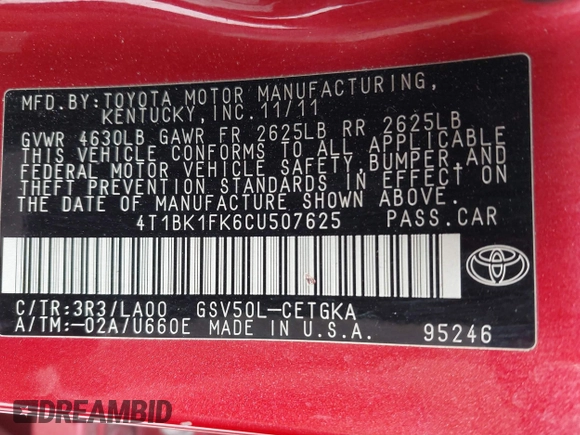 MFD.BY:TOYOTA MOTOR MANUFACTURING,
KENTUCKY,INC.11/11
GVWR 4630LB GAWR FR 2625LB RR 2625LB
THIS VEHICLE CONFORMS TO ALL APPLICABLE
FEDERAL MOTOR VEHICLE SAFETY,BUMPER,AND
THEFT PREVENTION STANDARDS IN EFFECT ON
THE DATE OF MANUFACTURE SHOWN ABOVE.
4T1BK1FK6CU507625 PASS.CAR
C/TR:3R3/LA00 GSV50L-CETGKA
A/TM:-02A/U660E MADE IN U.S.A. 95246
DREAMBID